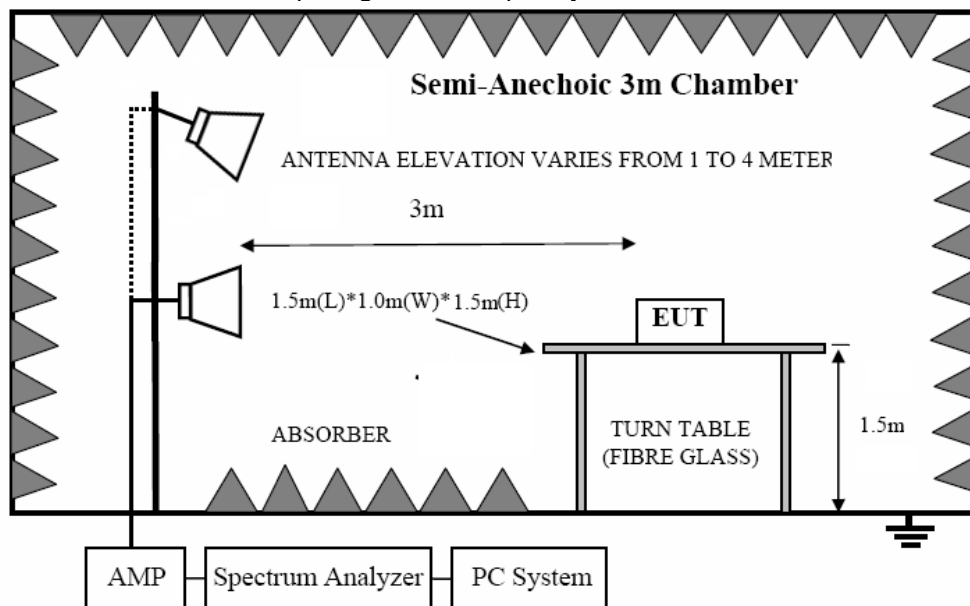 Semi-Anechoic 3m Chamber
ANTENNA ELEVATION VARIES FROM 1 TO 4 METER
3m
1.5m(L)*1.0m(W)*1.5m(H)
EUT
ABSORBER
TURN TABLE
(FIBRE GLASS)
1.5m
AMP
Spectrum Analyzer
PC System